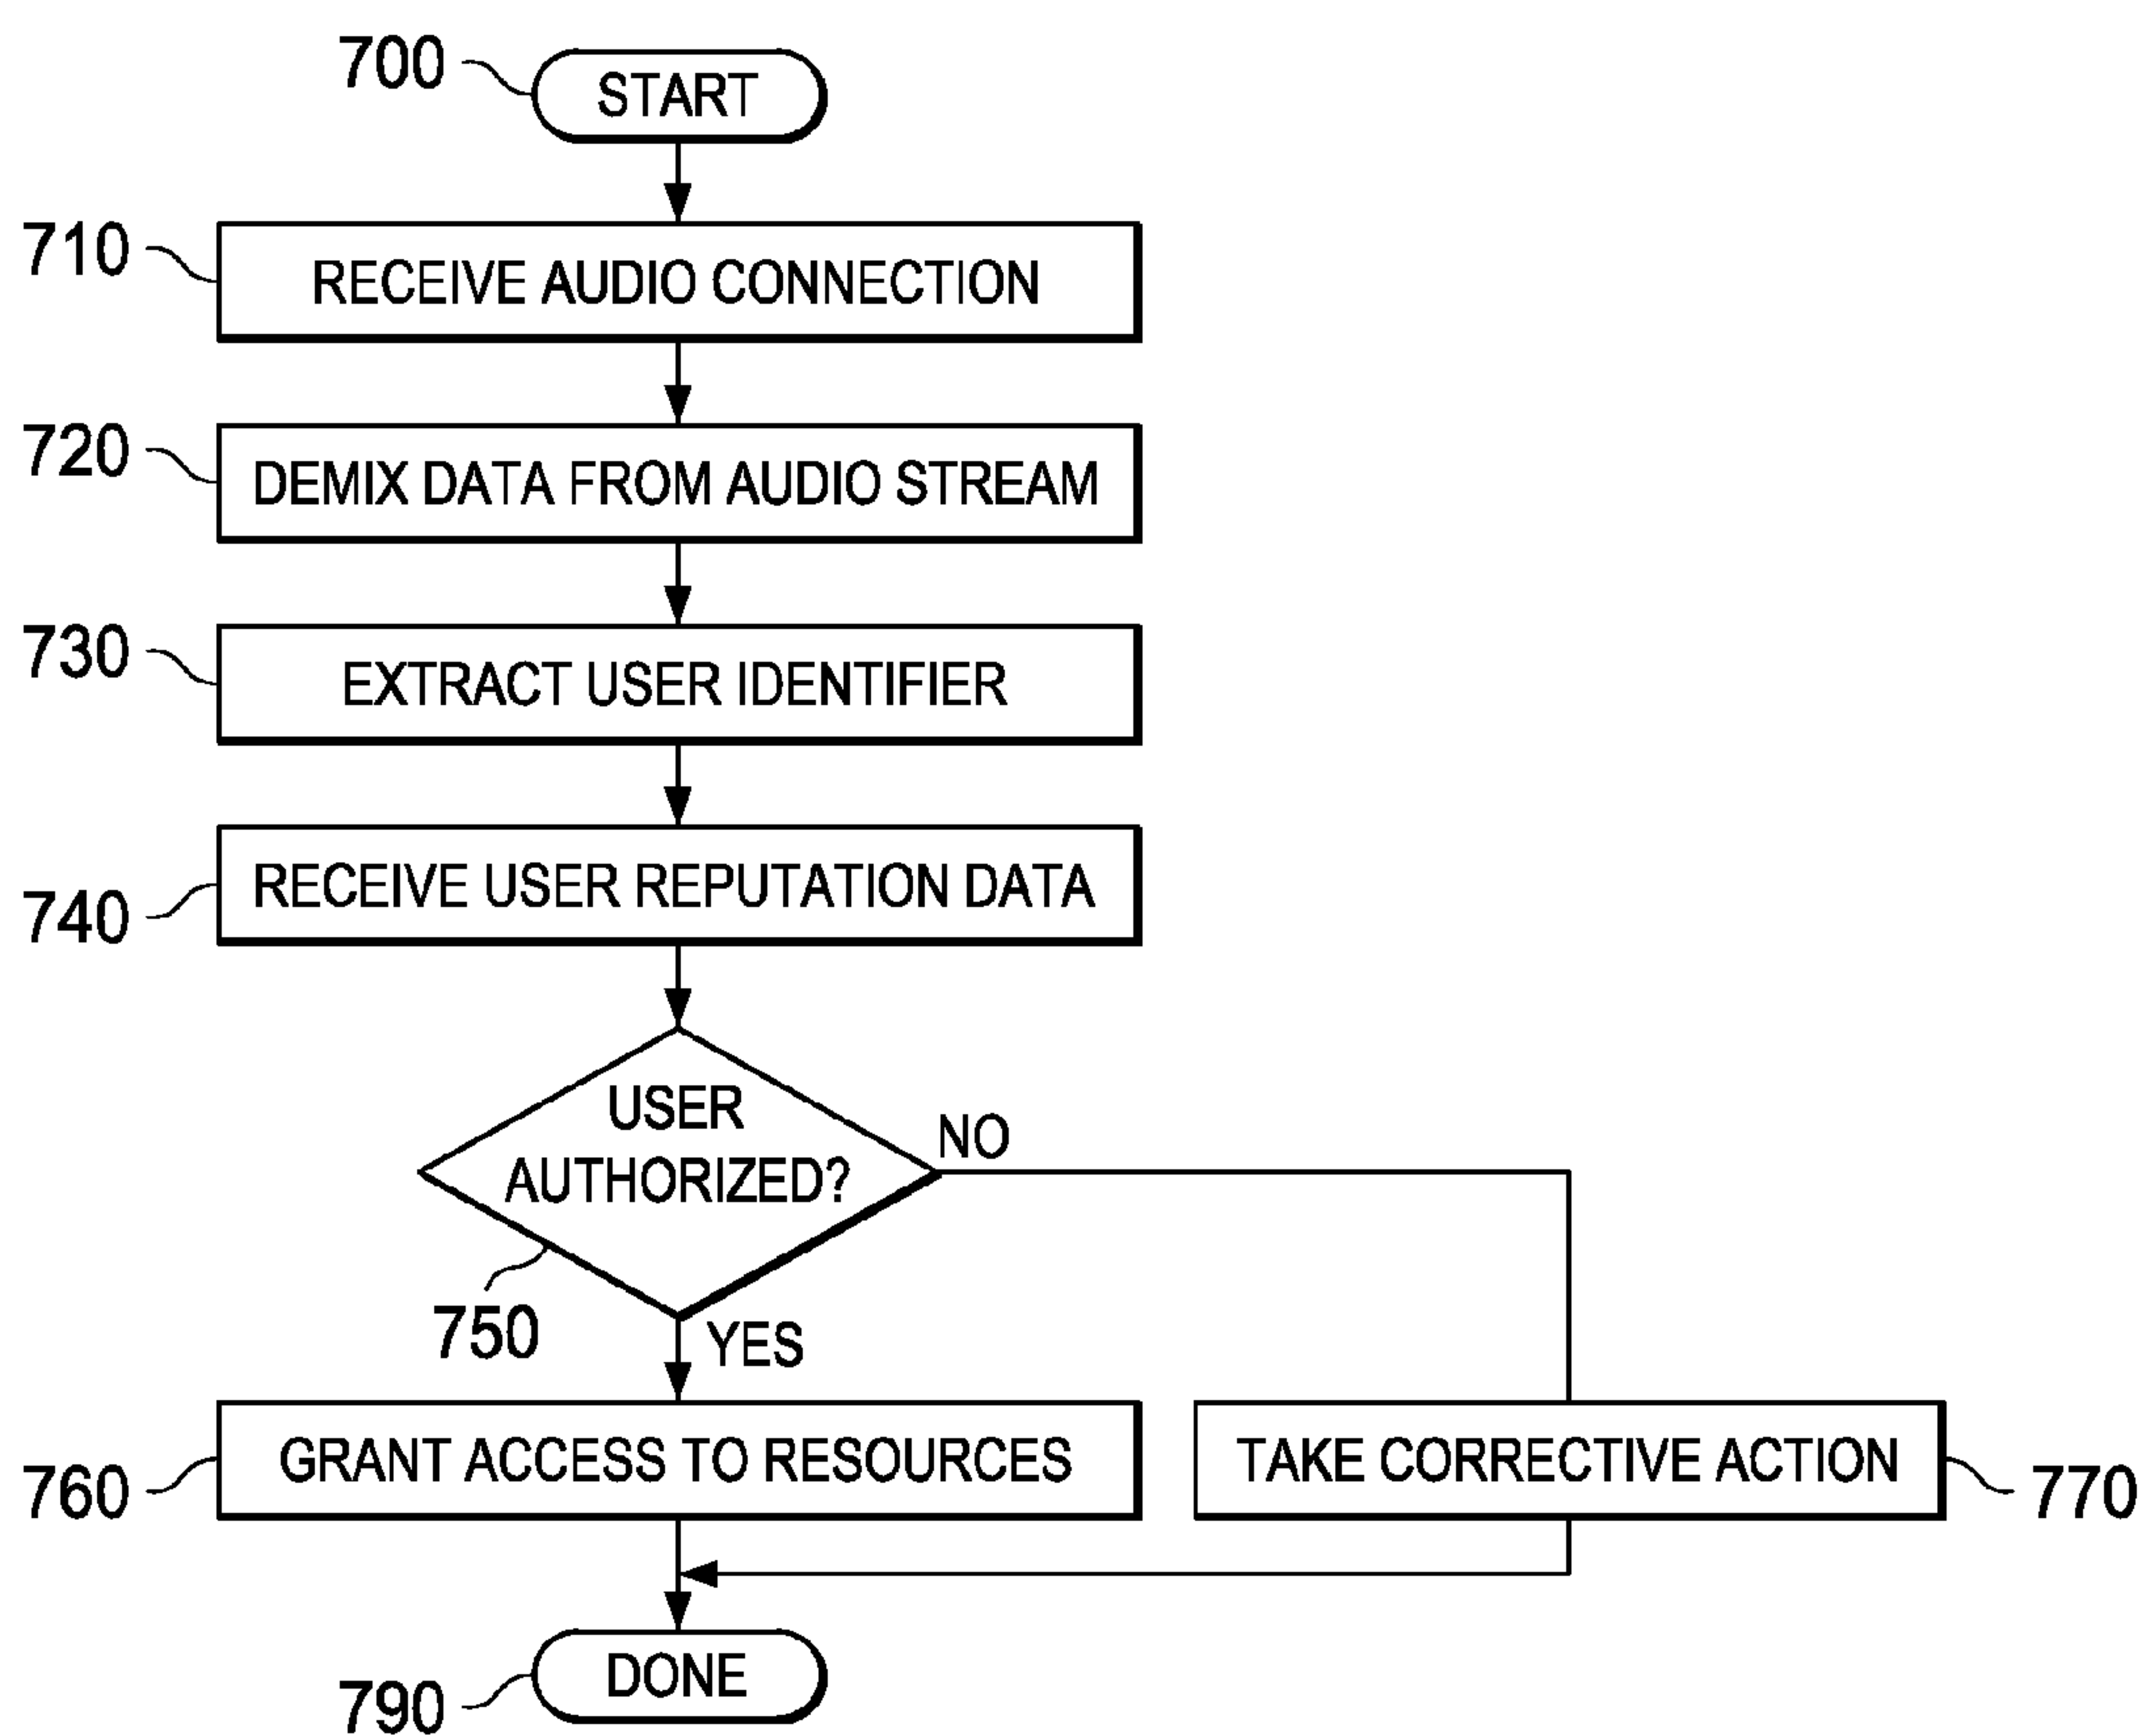 700
START
710
RECEIVE AUDIO CONNECTION
720
DEMIX DATA FROM AUDIO STREAM
730
EXTRACT USER IDENTIFIER
740
RECEIVE USER REPUTATION DATA
USER
AUTHORIZED?
NO
750
YES
760
GRANT ACCESS TO RESOURCES
TAKE CORRECTIVE ACTION
770
790
DONE